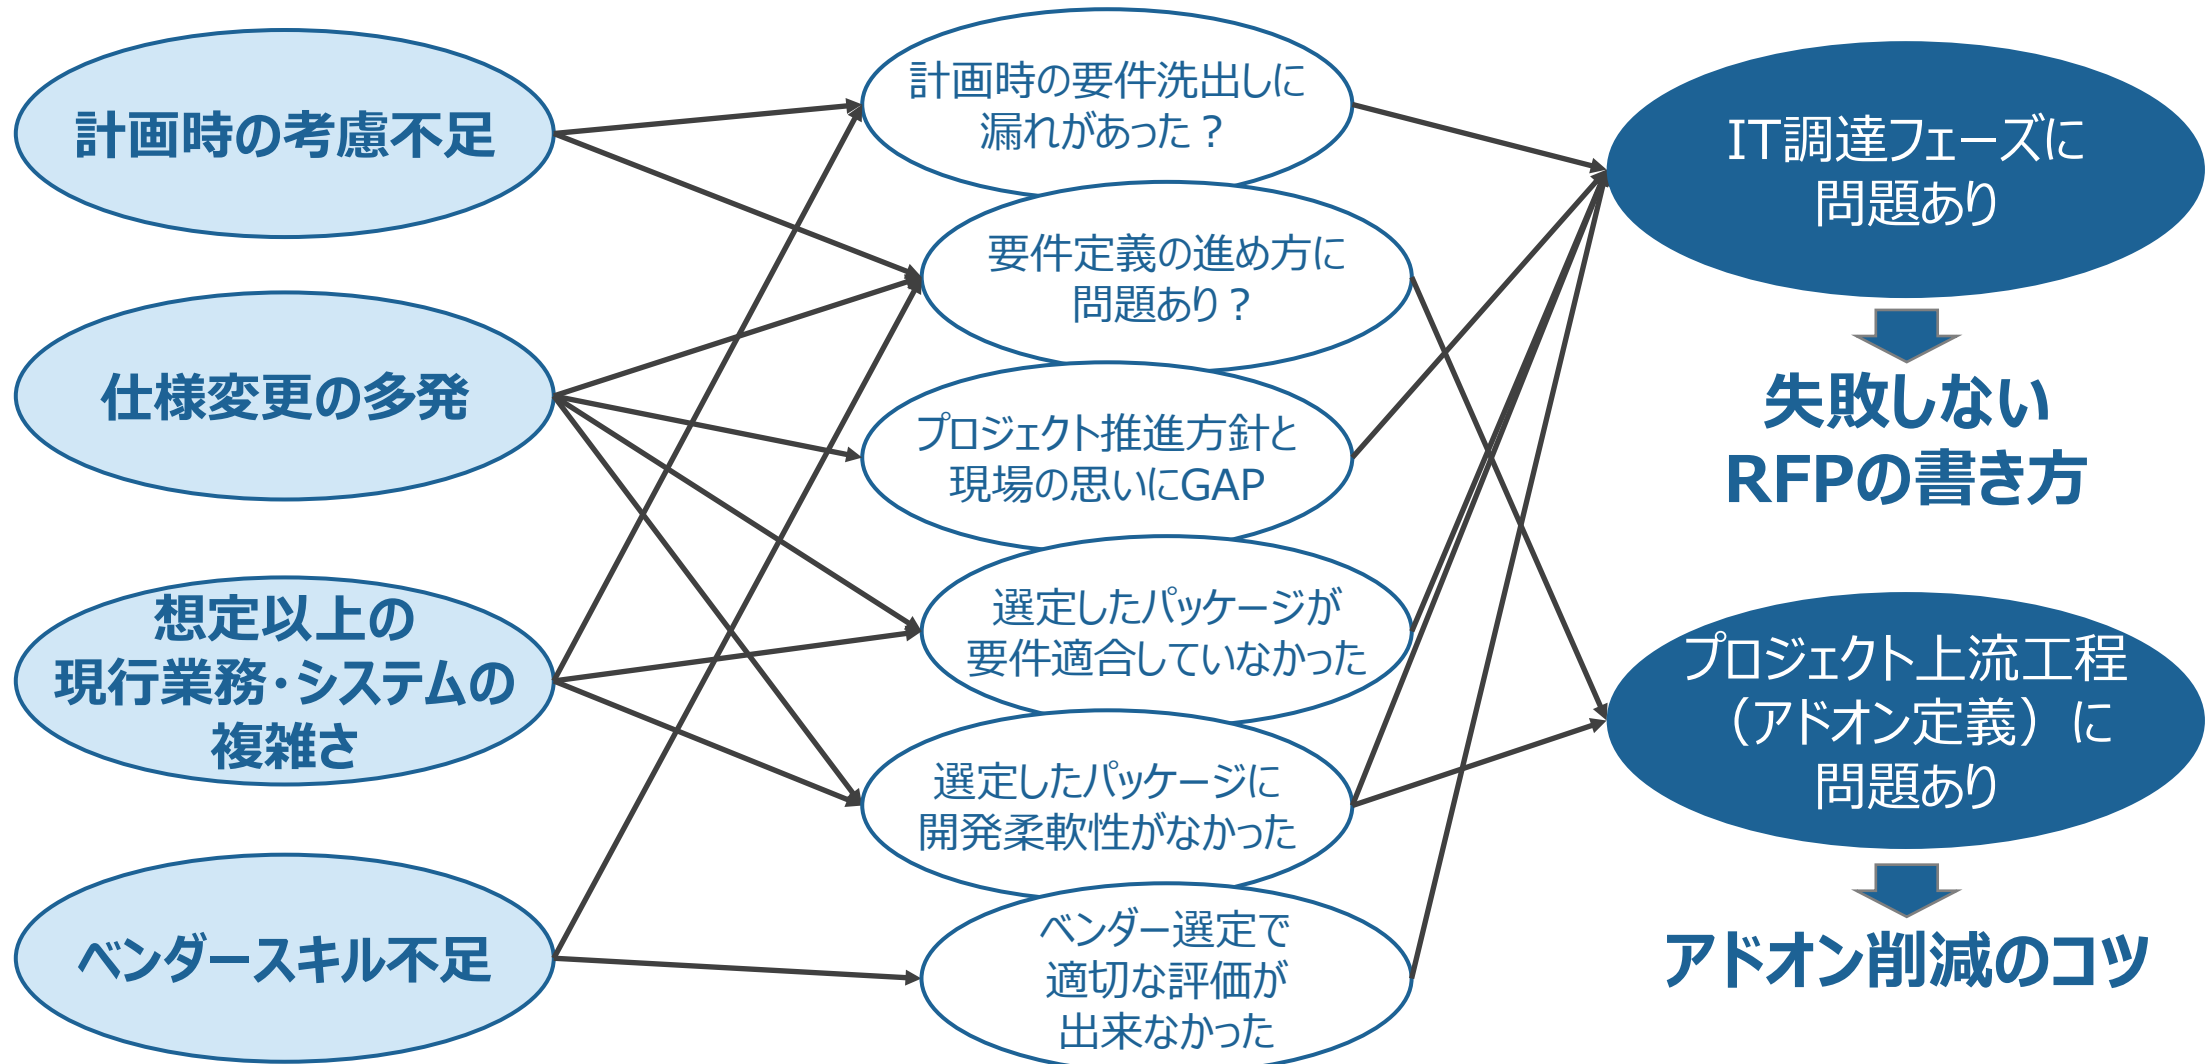 計画時の考慮不足
仕様変更の多発
想定以上の
現行業務・システムの
複雑さ
ベンダースキル不足
計画時の要件洗出しに
漏れがあった？
要件定義の進め方に
問題あり？
プロジェクト推進方針と
現場の思いにGAP
選定したパッケージが
要件適合していなかった
選定したパッケージに
開発柔軟性がなかった
ベンダー選定で
適切な評価が
出来なかった
IT調達フェーズに
問題あり
失敗しない
RFPの書き方
プロジェクト上流工程
（アドオン定義）に
問題あり
アドオン削減のコツ